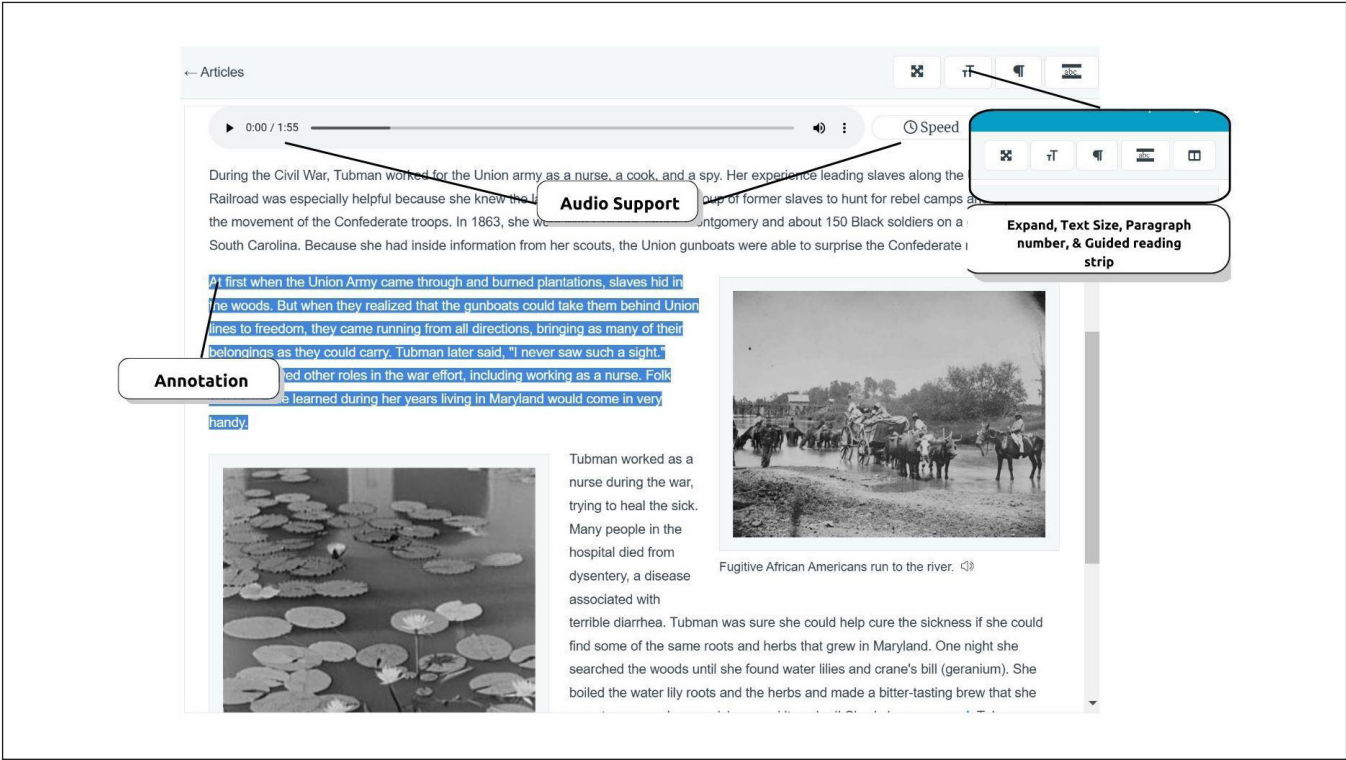 ← Articles
abc
0:00 / 1:55
Speed
abc
During the Civil War, Tubman worked for the Union army as a nurse, a cook, and a spy. Her experience leading slaves along the
Railroad was especially helpful because she knew the of former slaves to hunt for rebel camps
the movement of the Confederate troops. In 1863, she and about 150 Black soldiers on a
South Carolina. Because she had inside information from her scouts, the Union gunboats were able to surprise the Confederate
Audio Support
Expand, Text Size, Paragraph
number, & Guided reading
strip
At first when the Union Army came through and burned plantations, slaves hid in
the woods. But when they realized that the gunboats could take them behind Union
lines to freedom, they came running from all directions, bringing as many of their
belongings as they could carry. Tubman later said, "I never saw such a sight."
other roles in the war effort, including working as a nurse. Folk
learned during her years living in Maryland would come in very
handy.
Annotation
Fugitive African Americans run to the river.
Tubman worked as a
nurse during the war,
trying to heal the sick.
Many people in the
hospital died from
dysentery, a disease
associated with
terrible diarrhea. Tubman was sure she could help cure the sickness if she could
find some of the same roots and herbs that grew in Maryland. One night she
searched the woods until she found water lilies and crane's bill (geranium). She
boiled the water lily roots and the herbs and made a bitter-tasting brew that she